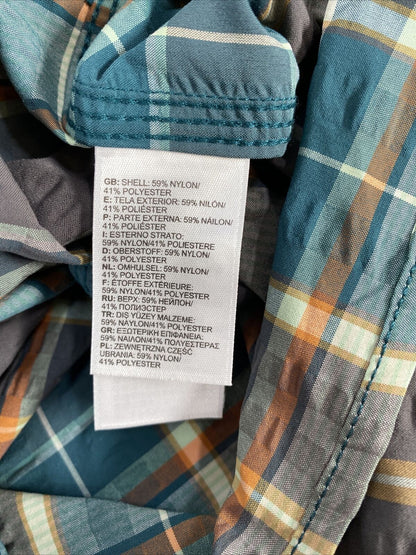 GB: SHELL: 59% NYLON/
41% POLYESTER
E: TELA EXTERIOR: 59% NILÓN/
41% POLIÉSTER
P: PARTE EXTERNA: 59% NÁILON/
41% POLIÉSTER
I: ESTERNO STRATO:
59% NYLON/41% POLIESTERE
D: OBERSTOFF: 59% NYLON/
41% POLYESTER
NL: OMHULSEL: 59% NYLON/
41% POLYESTER
F: ÉTOFFE EXTÉRIEURE:
59% NYLON/41% POLYESTER
RU: ВЕРХ: 59% НЕЙЛОН/
41% ПОЛИЭСТЕР
TR: DIŞ YÜZEY MALZEME:
59% NAYLON/41% POLYESTER
GR: ΕΞΩΤΕΡΙΚΗ ΕΠΙΦΑΝΕΙΑ:
59% ΝΑΙΛΟΝ/41% ΠΟΛΥΕΣΤΕΡΑΣ
PL: ZEWNĘTRZNA CZĘŚĆ
UBRANIA: 59% NYLON/
41% POLYESTER